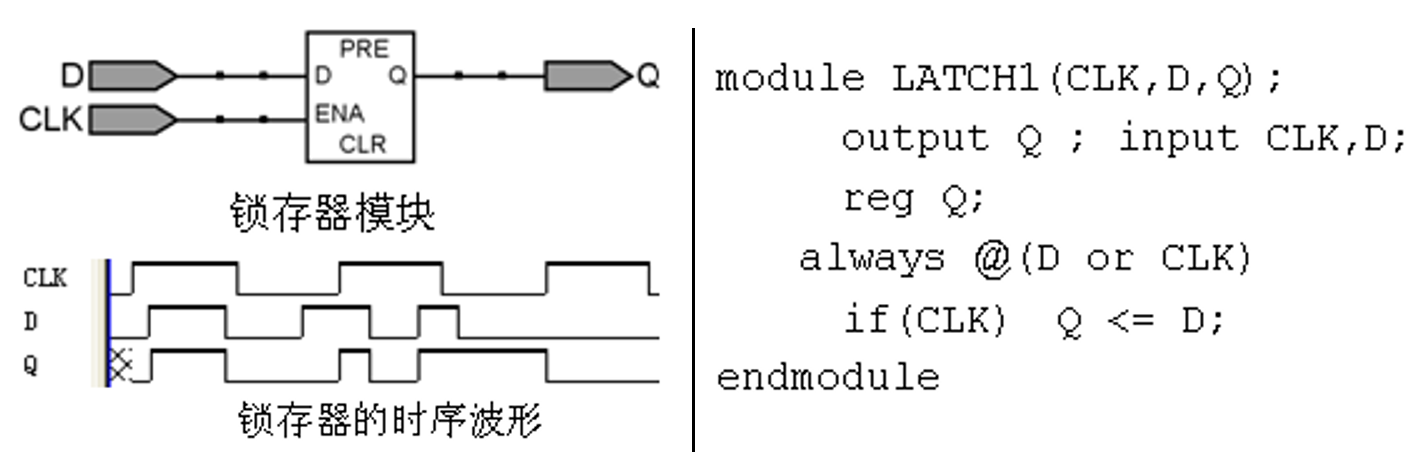 PRE
D
D
Q
Q
CLK
ENA
CLR
锁存器模块
CLK
D
Q
锁存器的时序波形
module LATCH1(CLK,D,Q);
output Q ; input CLK,D;
reg Q;
always @(D or CLK)
if(CLK) Q <= D;
endmodule